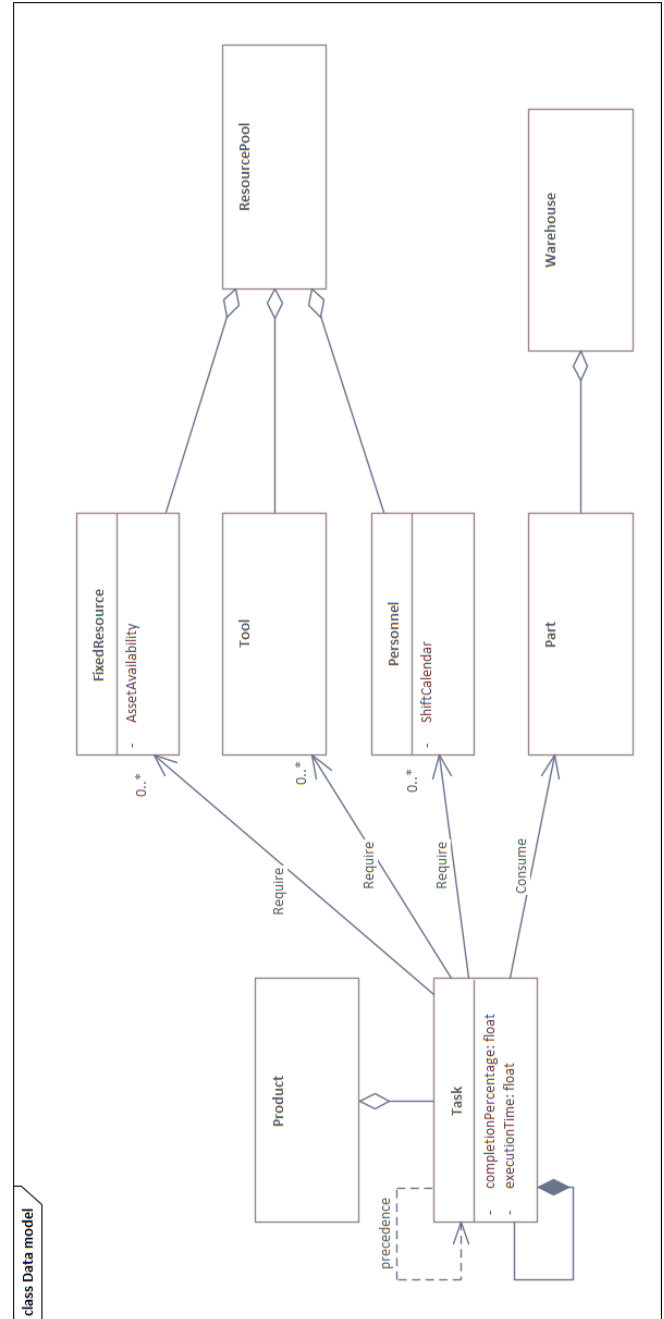 class Data model
Product
precedence
Task
- completionPercentage: float
- executionTime: float
Require
Require
Require
Consume
0..*
0..*
0..*
FixedResource
- AssetAvailability
Tool
Personnel
- ShiftCalendar
Part
ResourcePool
Warehouse